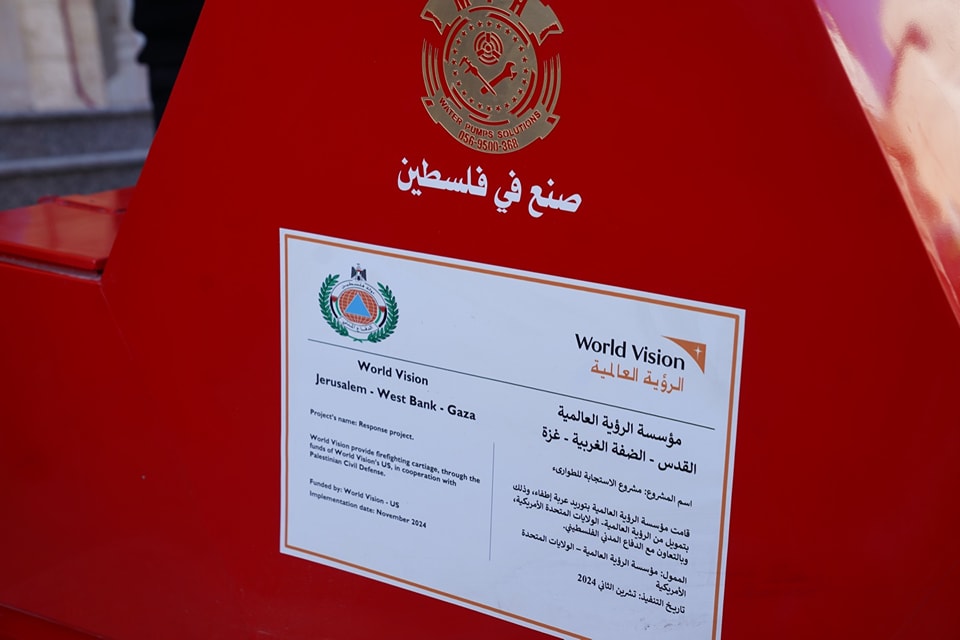 WATER PUMPS SOLUTIONS
056-9500-368
صنع في فلسطين
World Vision
الرؤية العالمية
World Vision
Jerusalem - West Bank - Gaza
Project's name: Response project.
World Vision provide firefighting cartiage, through the
funds of World Vision's US, in cooperation with
Palestinian Civil Defense.
Funded by: World Vision - US
Implementation date: November 2024
مؤسسة الرؤية العالمية
القدس - الضفة الغربية - غزة
اسم المشروع: مشروع الاستجابة للطوارىء
قامت مؤسسة الرؤية العالمية بتوريد عربة إطفاء، وذلك
بتمويل من الرؤية العالمية- الولايات المتحدة الأمريكية،
وبالتعاون مع الدفاع المدني الفلسطيني.
الممول: مؤسسة الرؤية العالمية – الولايات المتحدة
الأمريكية
تاريخ التنفيذ: تشرين الثاني 2024